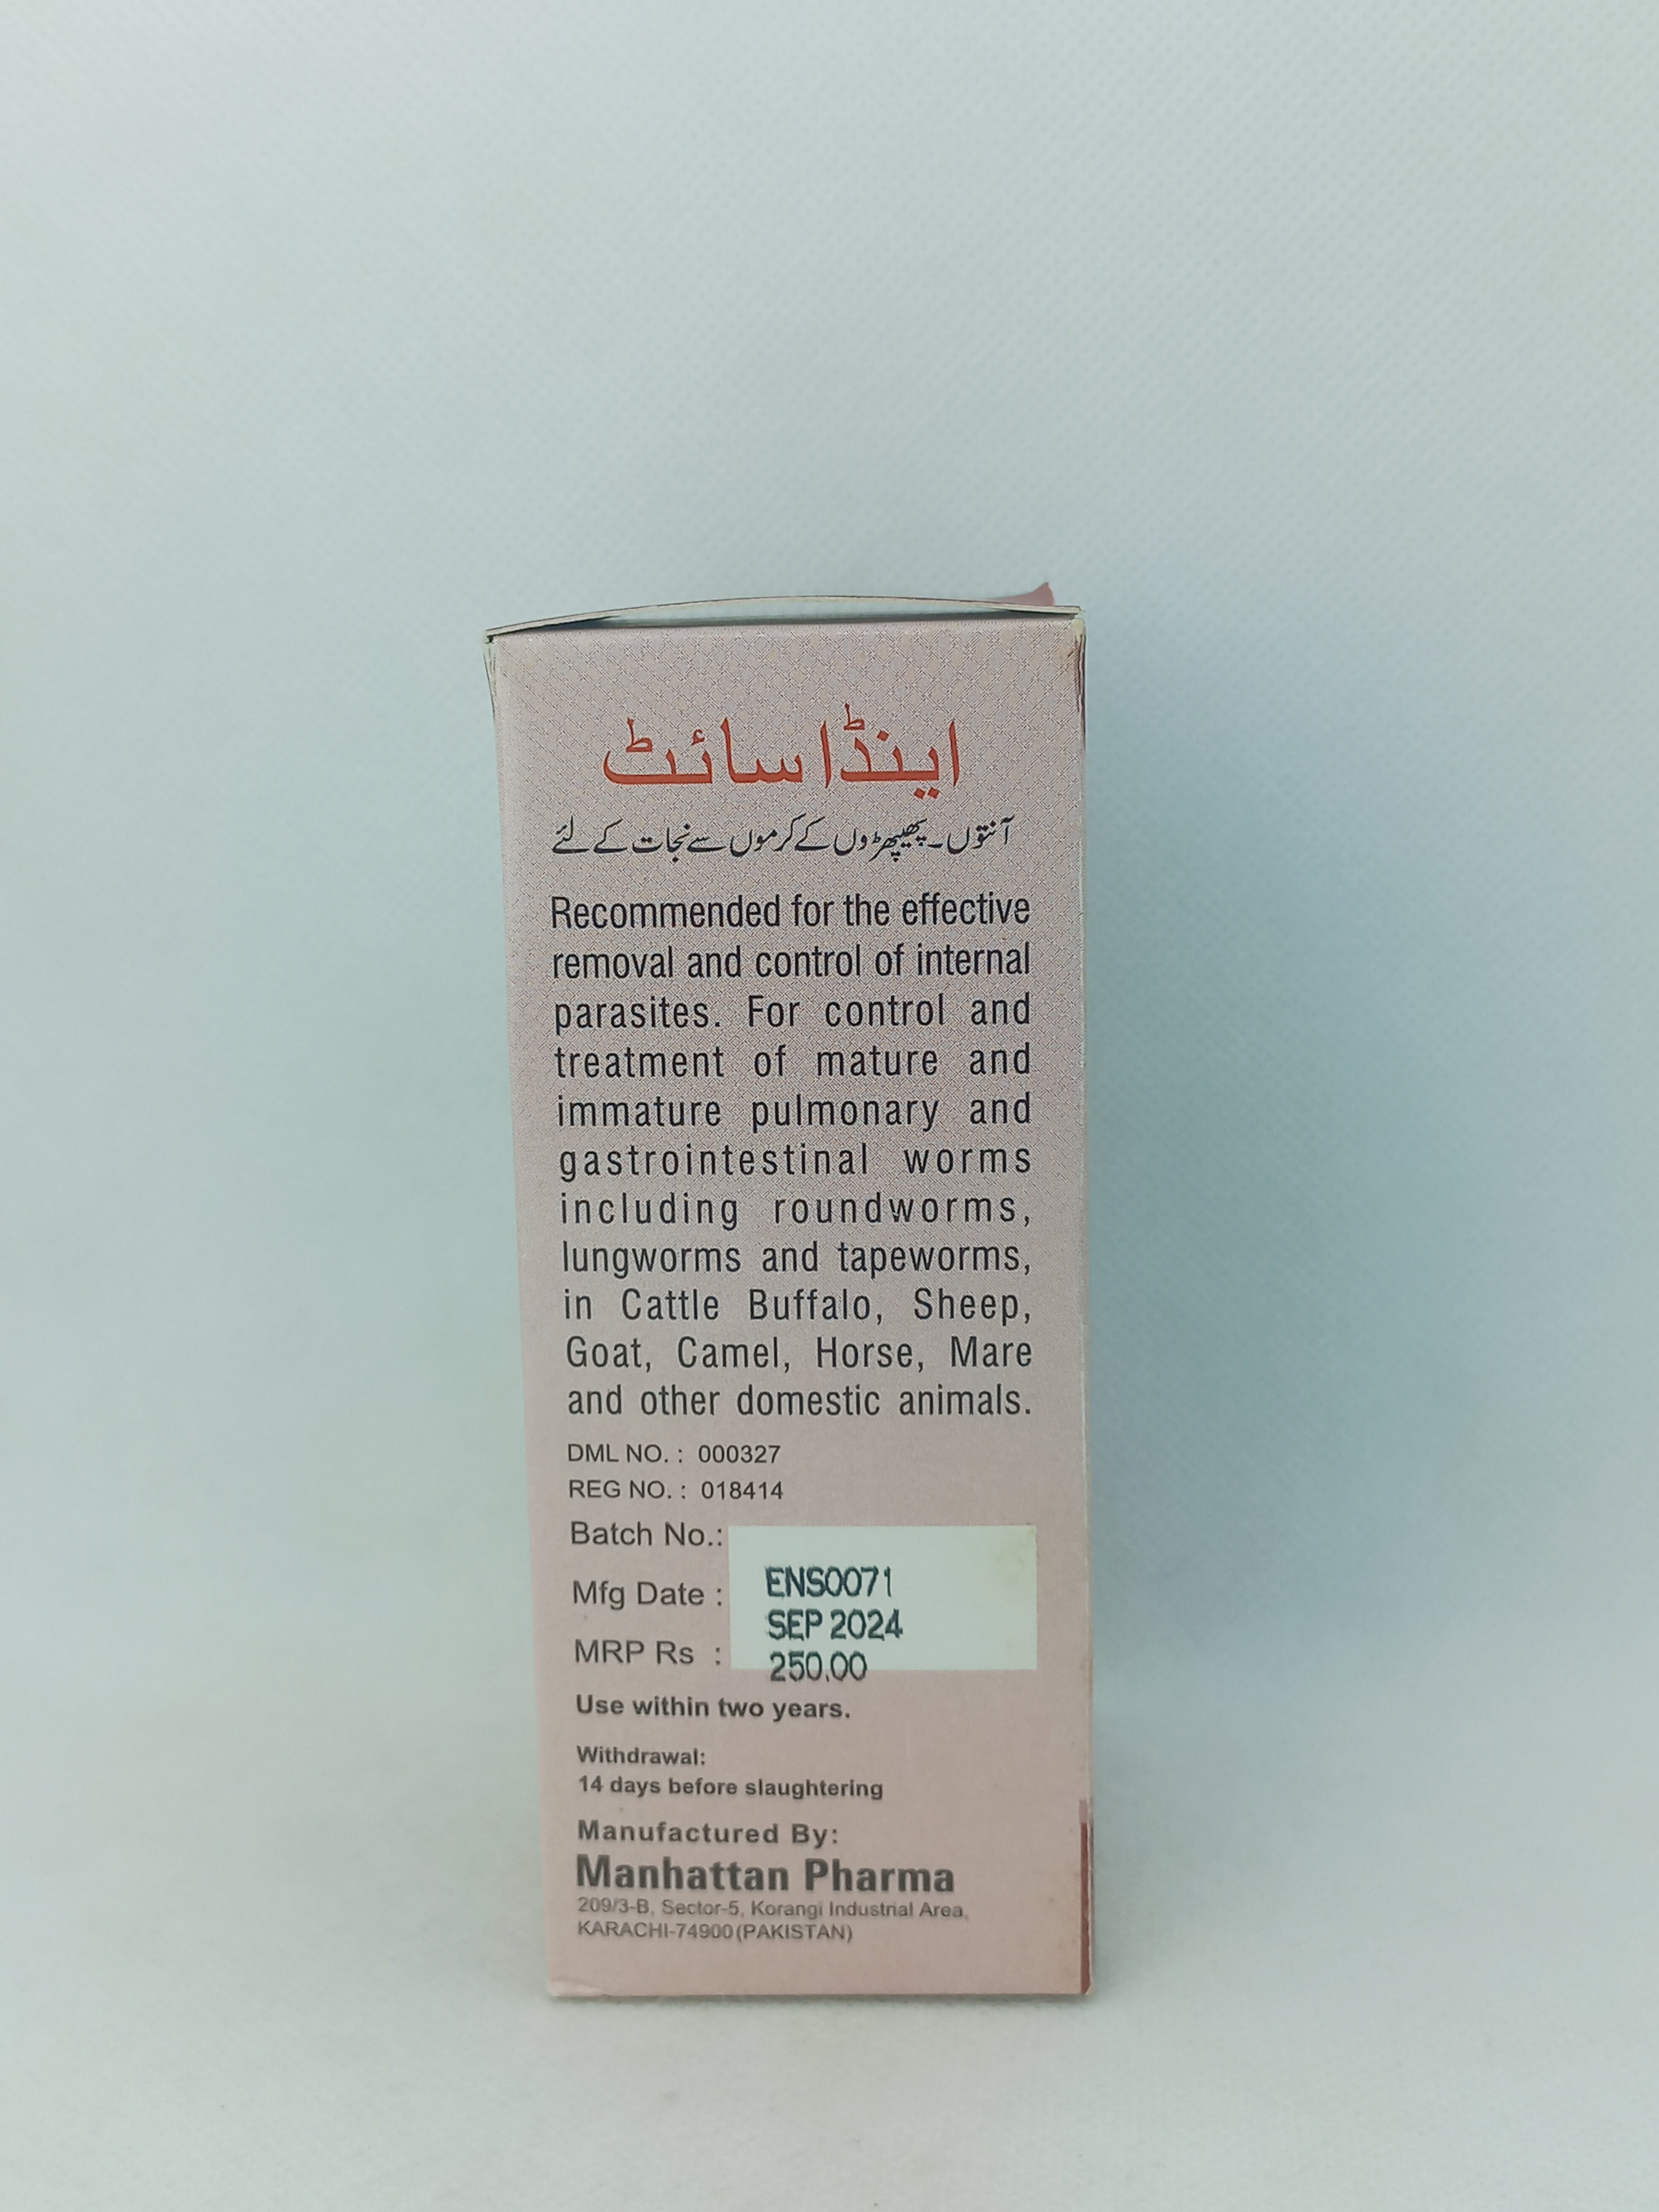 اینڈاسائٹ
آنتوں۔پھیپھڑوں کے کرموں سے نجات کے لئے
Recommended for the effective
removal and control of internal
parasites. For control and
treatment of mature and
immature pulmonary and
gastrointestinal worms
including roundworms,
lungworms and tapeworms,
in Cattle Buffalo, Sheep,
Goat, Camel, Horse, Mare
and other domestic animals.
DML NO. : 000327
REG NO. : 018414
Batch No.:
ENS0071
Mfg Date :
SEP 2024
MRP Rs :
250.00
Use within two years.
Withdrawal:
14 days before slaughtering
Manufactured By:
Manhattan Pharma
209/3-B, Sector-5, Korangi Industrial Area,
KARACHI-74900 (PAKISTAN)